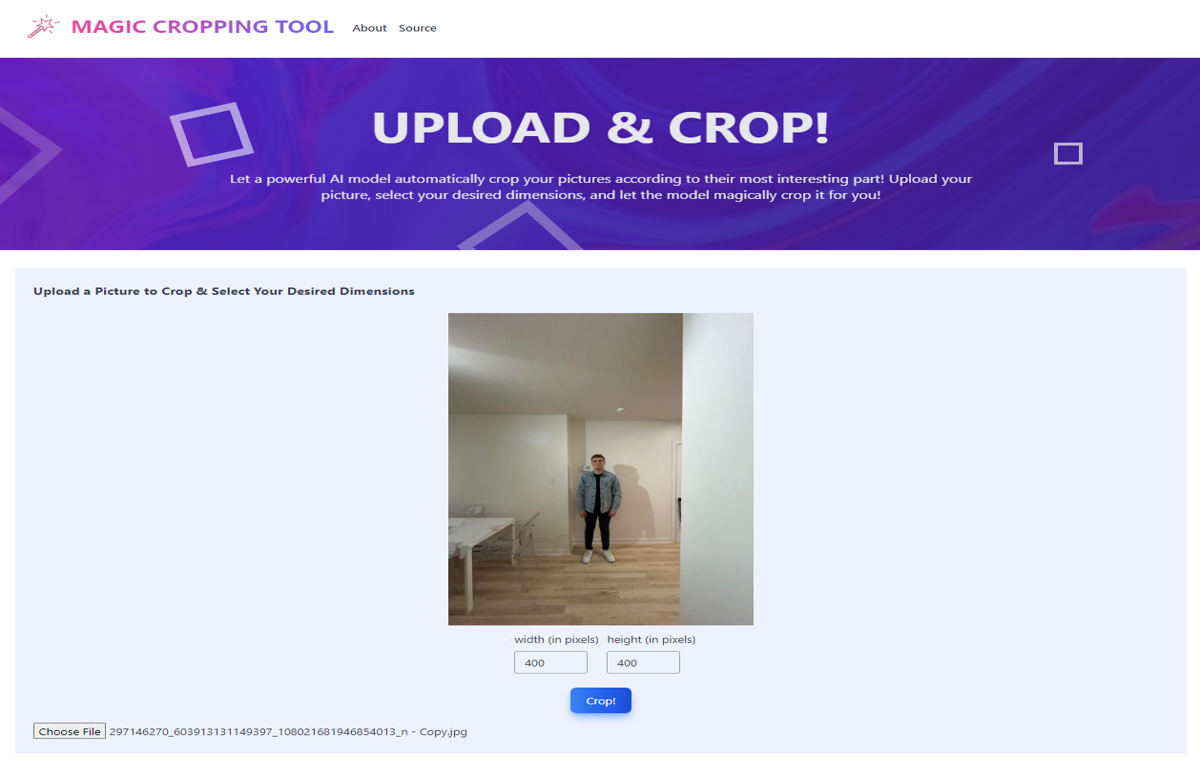 MAGIC CROPPING TOOL About Source
UPLOAD & CROP!
Let a powerful AI model automatically crop your pictures according to their most interesting part! Upload your
picture, select your desired dimensions, and let the model magically crop it for you!
Upload a Picture to Crop & Select Your Desired Dimensions
width (in pixels) height (in pixels)
400 400
Crop!
Choose File 297146270_603913131149397_108021681946854013_n - Copy.jpg